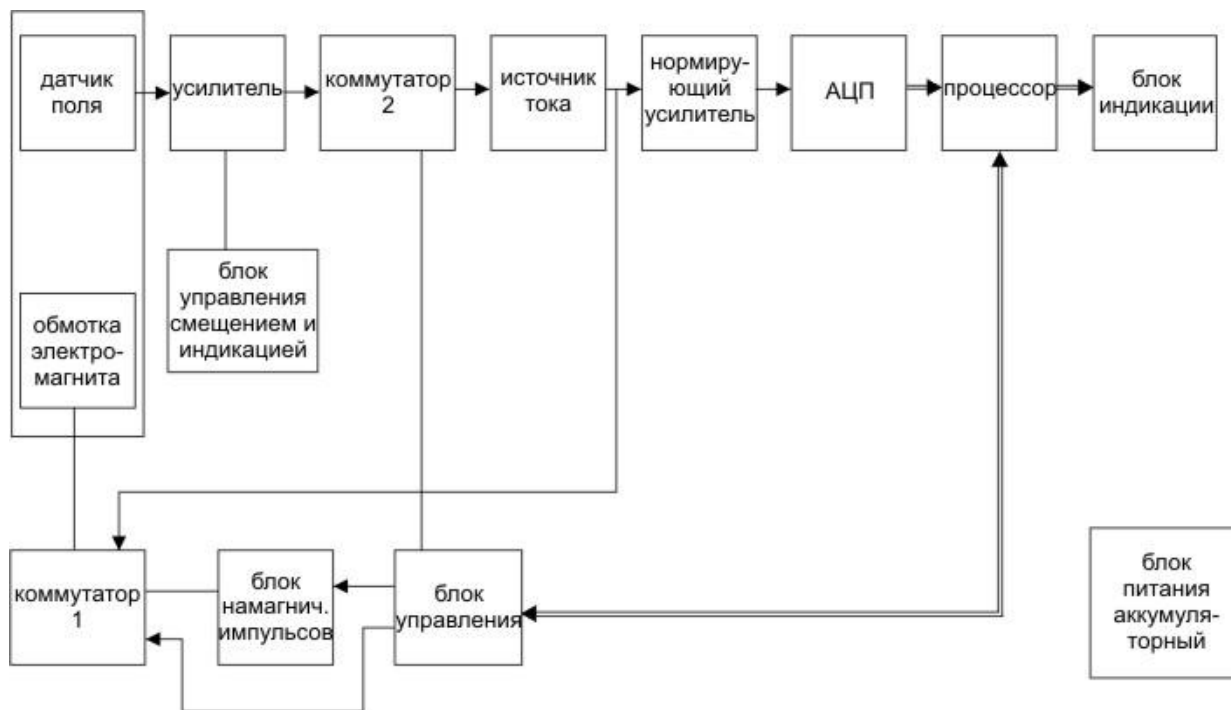 датчик
поля
усилитель
коммутатор
2
источник
тока
нормиру-
ющий
усилитель
АЦП
процессор
блок
индикации
блок
управления
смещением и
индикацией
обмотка
электро-
магнита
коммутатор
1
блок
намагнич.
импульсов
блок
управления
блок
питания
аккумуля-
торный